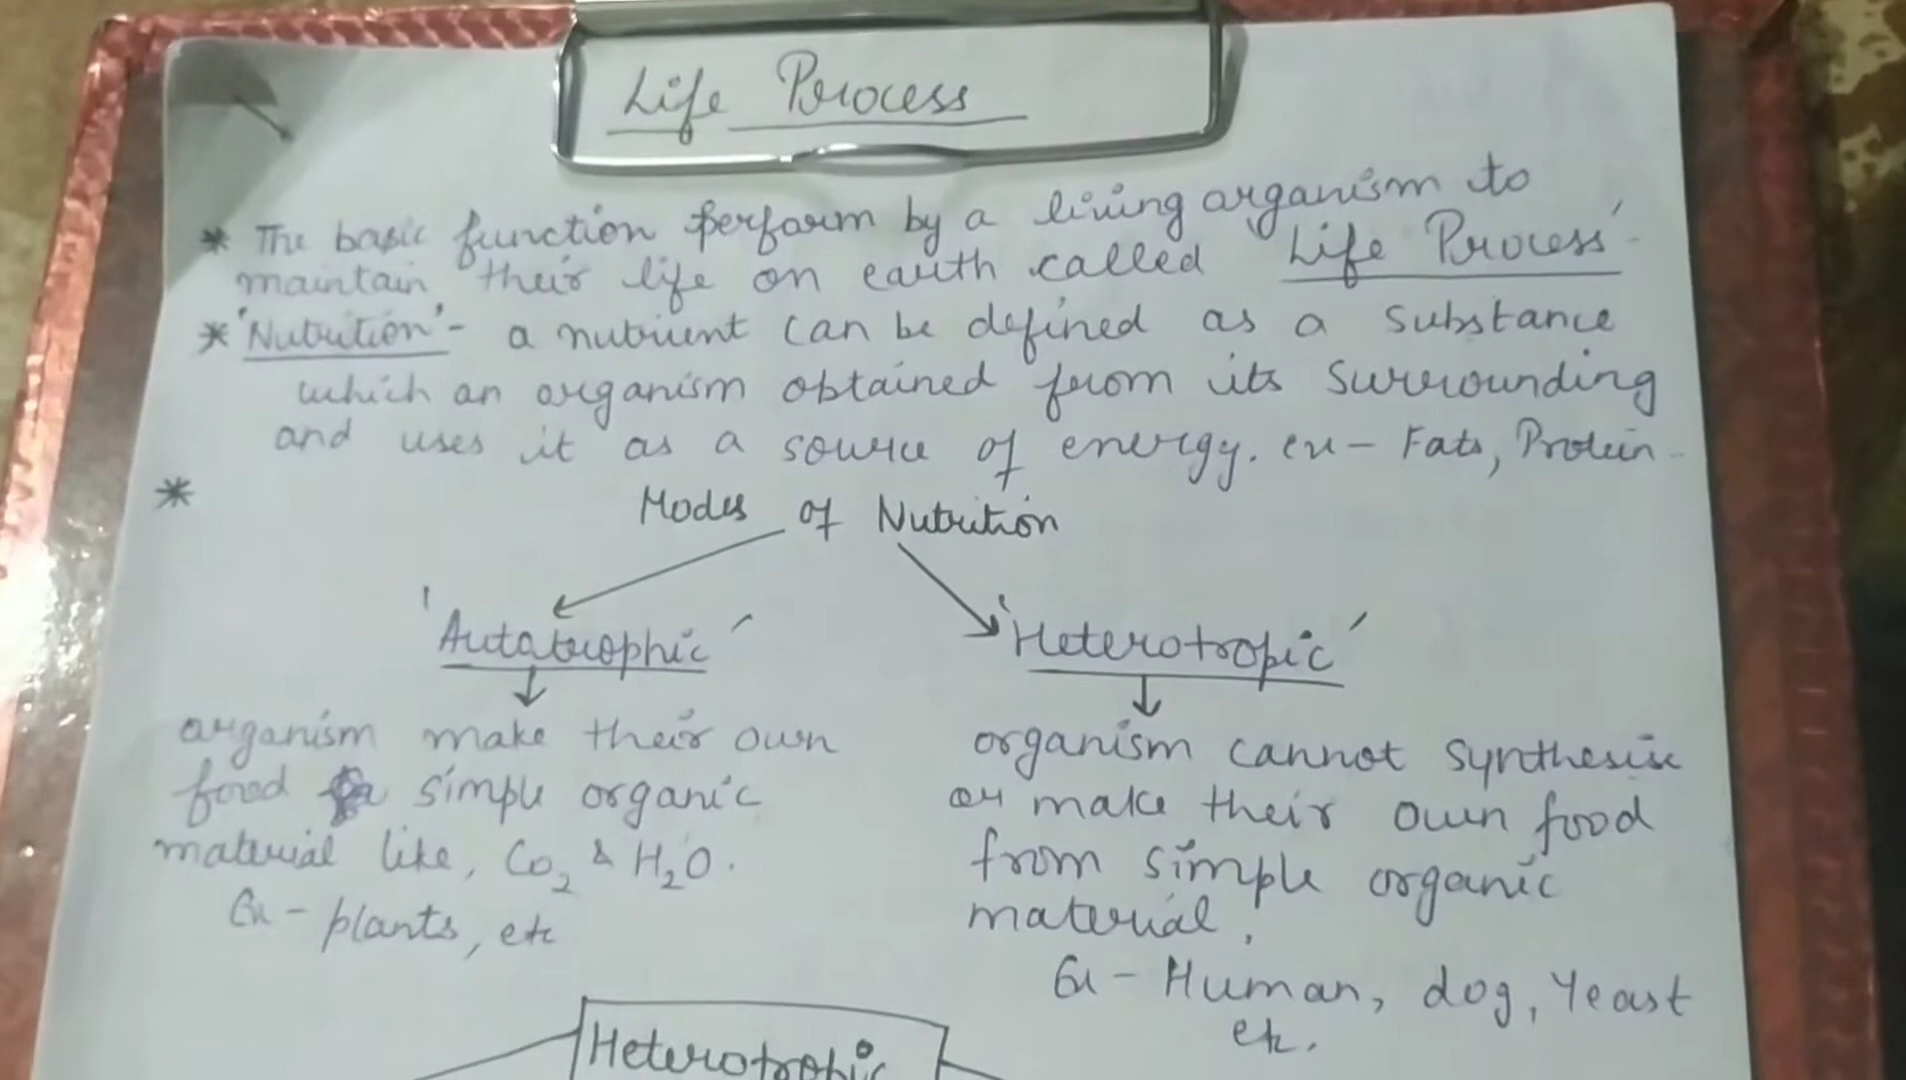 Life Process
* The basic function perform by a living organism to
maintain their life on earth called 'Life Process'
* 'Nutrition' - a nutrient can be defined as a substance
which an organism obtained from its surrounding
and uses it as a source of energy. ex - Fats, Protein
*
Modes of Nutrition
'Autotrophic'
'Heterotropic'
organism make their own
food simple organic
material like, Co₂ & H₂O.
Ex - plants, etc
organism cannot synthesise
or make their own food
from simple organic
material.
Ex - Human, dog, Yeast
etc.
Heterotropic